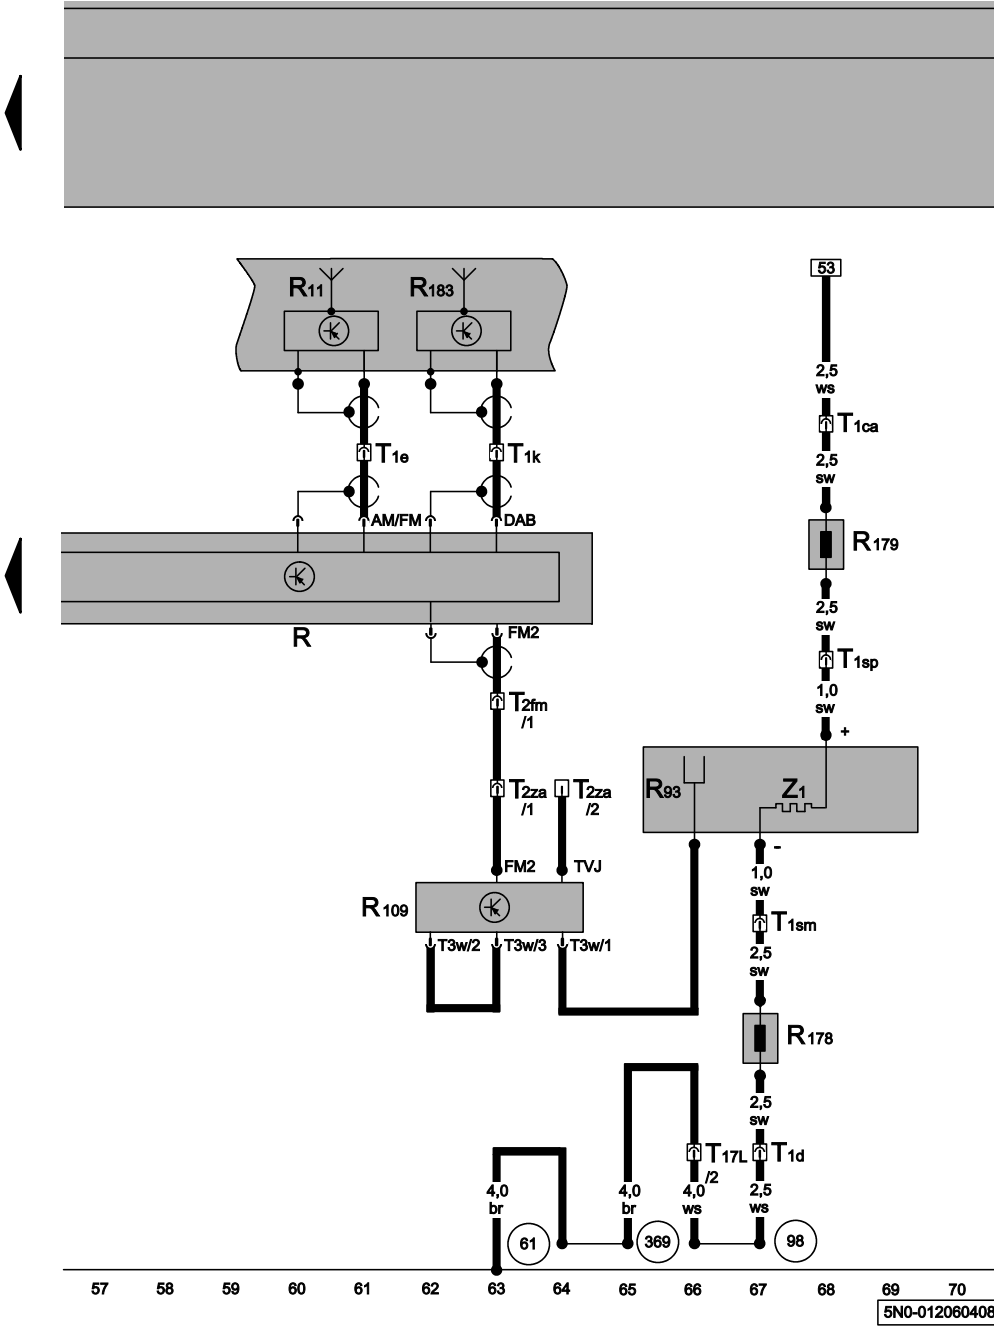 53
R11
R183
2,5
ws
T1ca
T1e
T1k
2,5
sw
AM/FM
DAB
R179
R
FM2
2,5
sw
T1sp
1,0
sw
T2fm
/1
+
T2za
/1
T2za
/2
R93
Z1
FM2
TVJ
-
1,0
sw
R109
T1sm
T3w/2
T3w/3
T3w/1
2,5
sw
R178
2,5
sw
T17L
/2
T1d
4,0
br
4,0
br
4,0
ws
2,5
ws
61
369
98
57 58 59 60 61 62 63 64 65 66 67 68 69 70
5N0-012060408